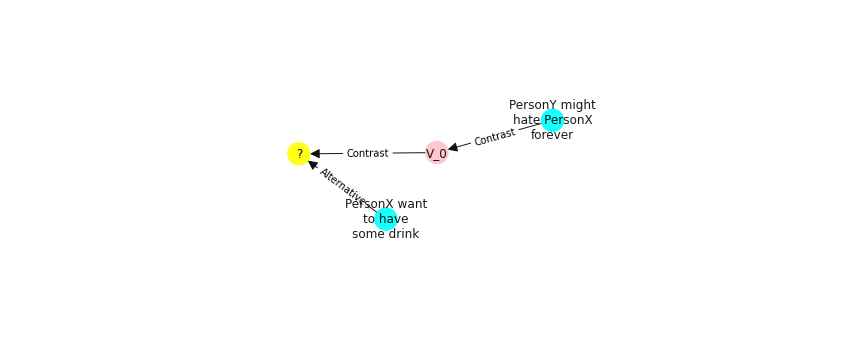 PersonY might
hate PersonX
forever
Contrast
V_0
Contrast
?
Alternative
PersonX want
to have
some drink